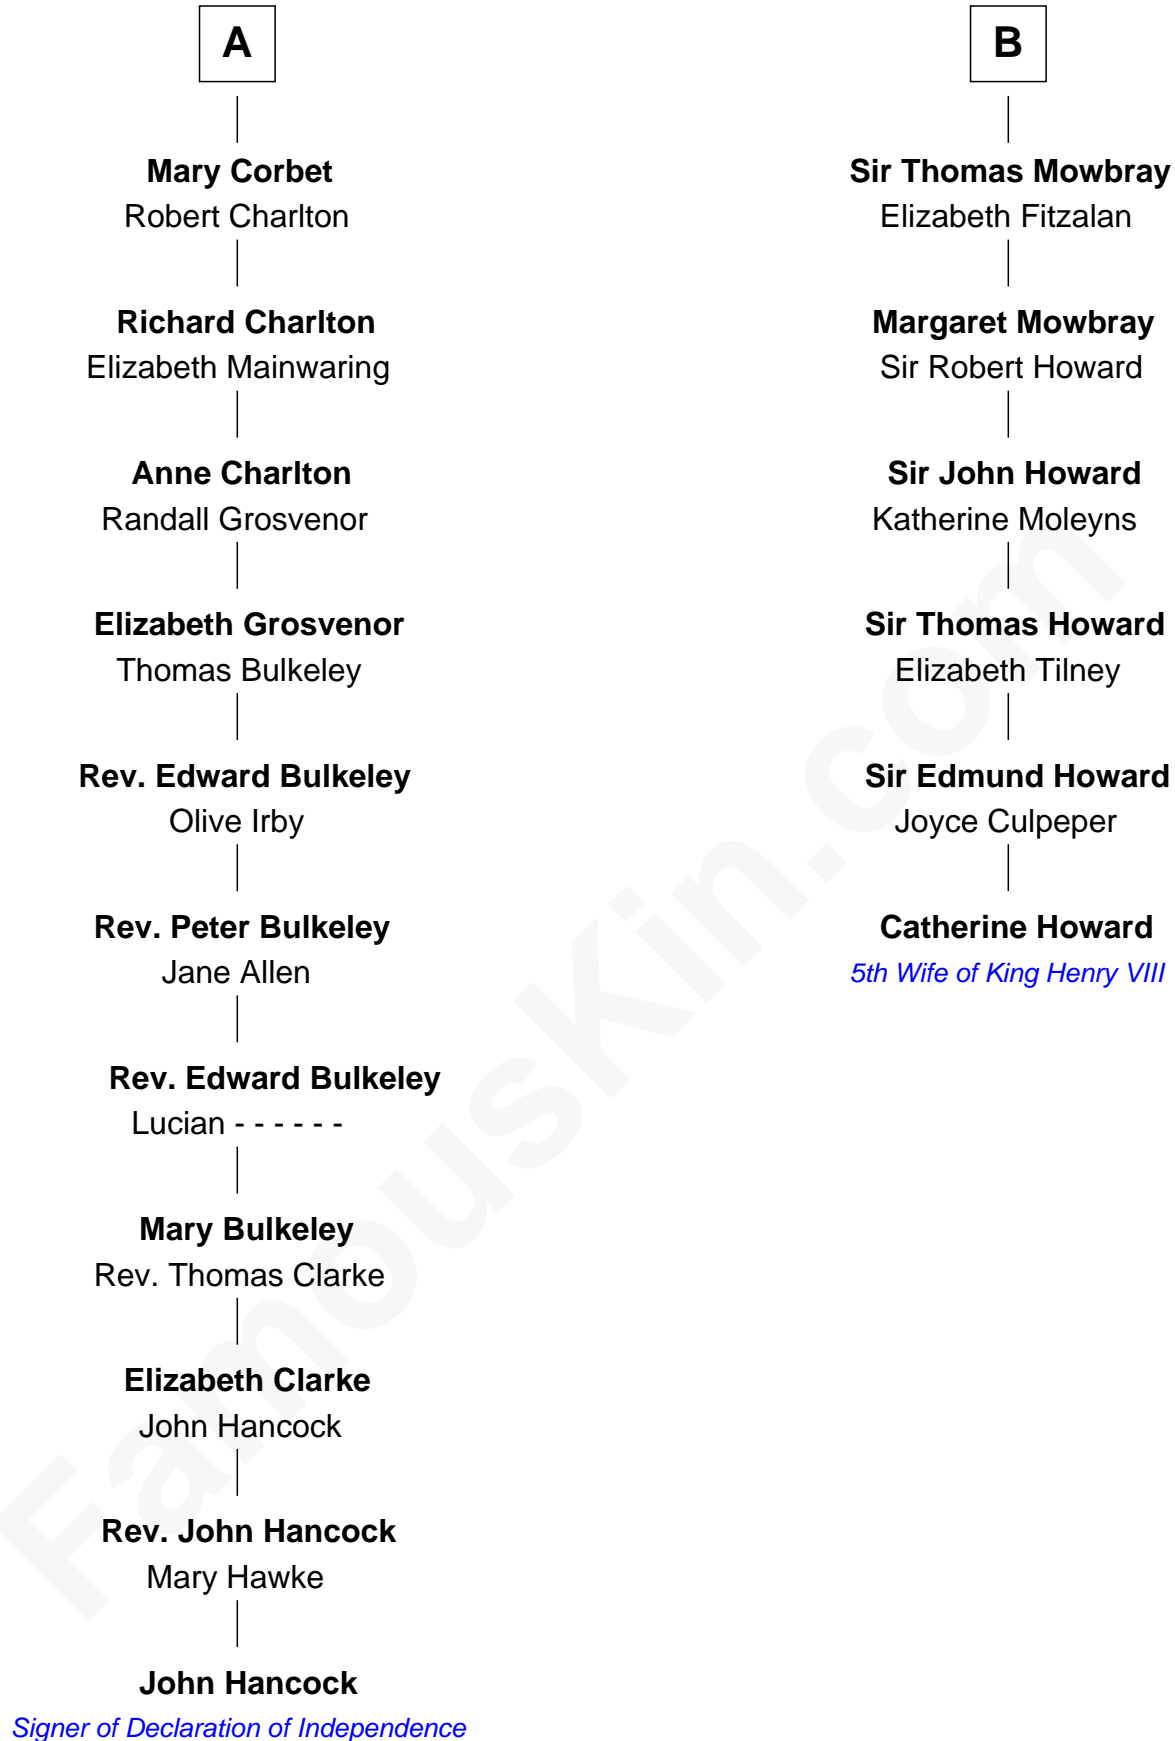 A
Mary Corbet
Robert Charlton
Richard Charlton
Elizabeth Mainwaring
Anne Charlton
Randall Grosvenor
Elizabeth Grosvenor
Thomas Bulkeley
Rev. Edward Bulkeley
Olive Irby
Rev. Peter Bulkeley
Jane Allen
Rev. Edward Bulkeley
Lucian - - - - - -
Mary Bulkeley
Rev. Thomas Clarke
Elizabeth Clarke
John Hancock
Rev. John Hancock
Mary Hawke
John Hancock
Signer of Declaration of Independence
B
Sir Thomas Mowbray
Elizabeth Fitzalan
Margaret Mowbray
Sir Robert Howard
Sir John Howard
Katherine Moleyns
Sir Thomas Howard
Elizabeth Tilney
Sir Edmund Howard
Joyce Culpeper
Catherine Howard
5th Wife of King Henry VIII
FamousKin.com